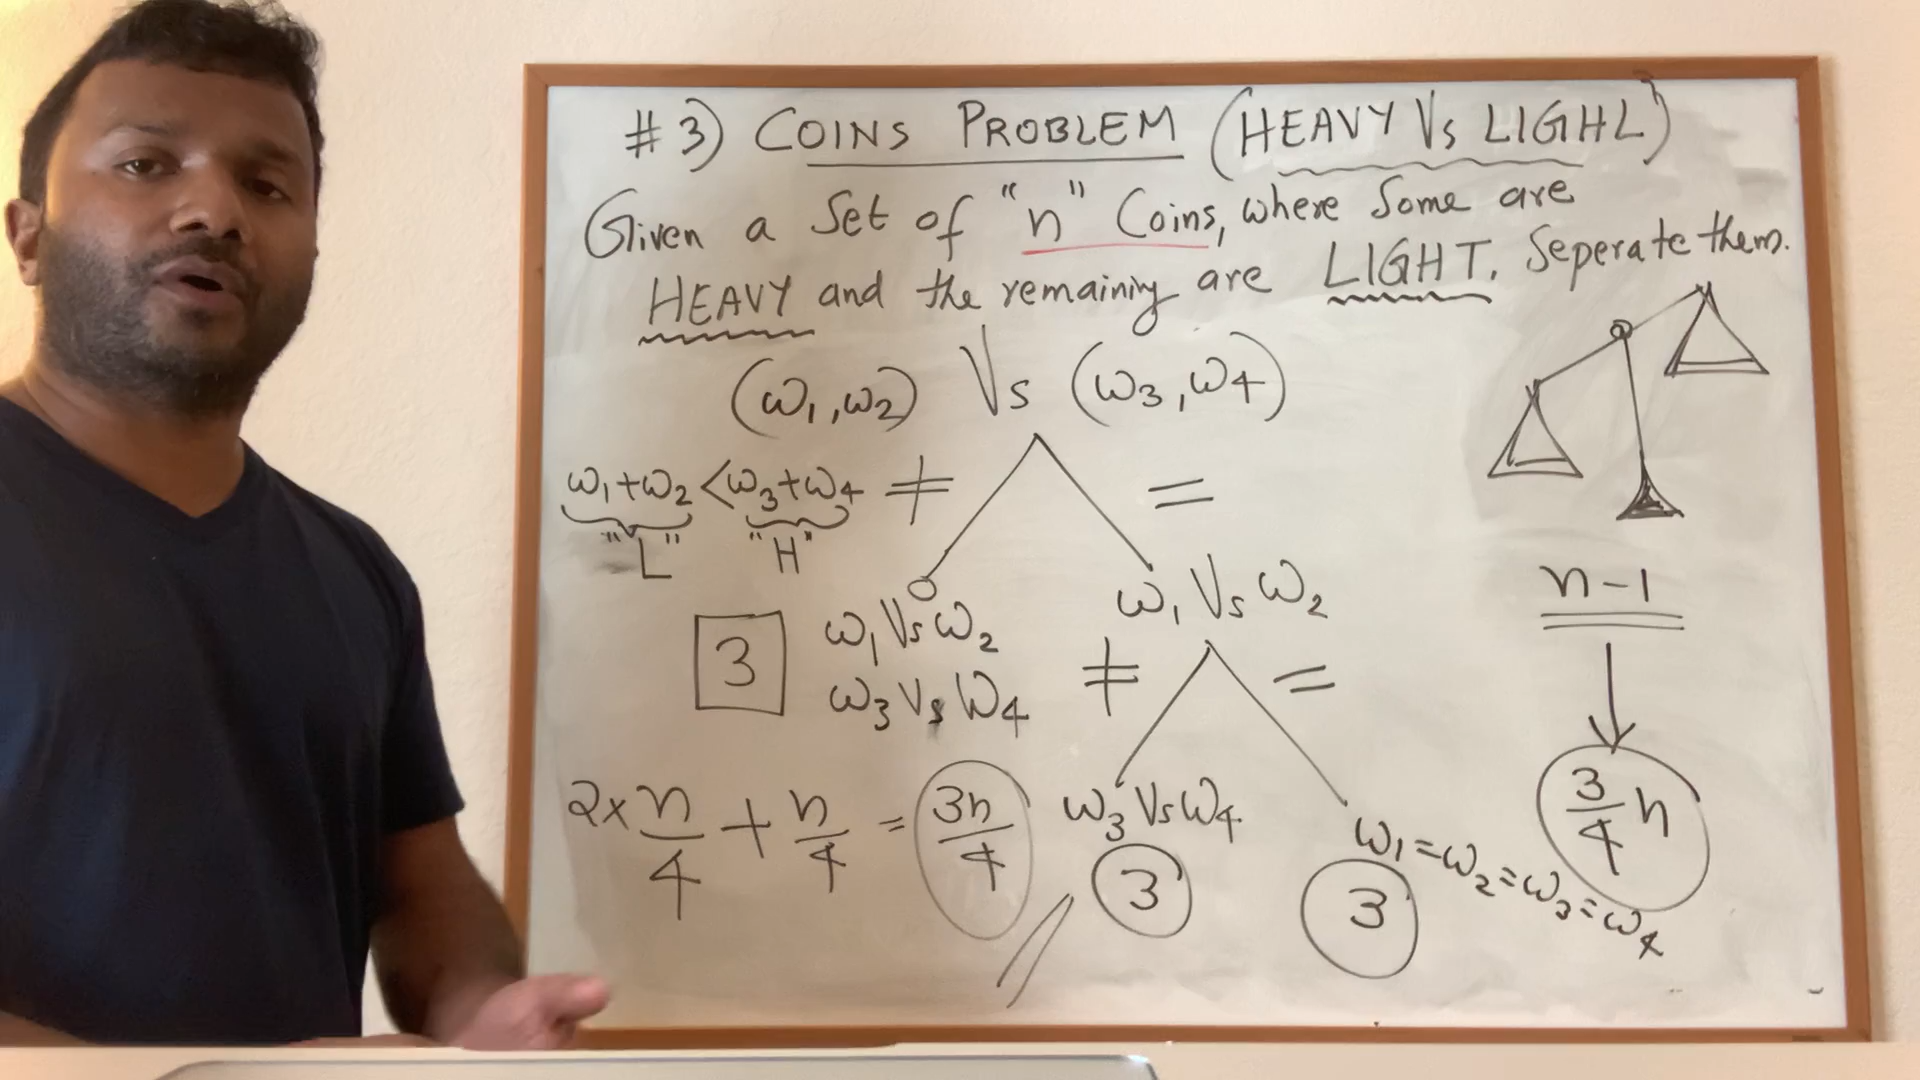 #3) COINS PROBLEM (HEAVY Vs LIGHL)
Given a Set of "n" Coins, where Some are
HEAVY and the remaining are LIGHT. Seperate them.
(ω1, ω2) Vs (ω3, ω4)
ω1+ω2 < ω3+ω4 ≠ =
"L" "H"
ω1 Vs ω2
n-1
3
ω1 Vs ω2
ω3 Vs ω4
≠ =
2 x n/4 + n/4 = 3n/4
ω3 Vs ω4
3
ω1 = ω2 = ω3 = ω4
3
3/4 n